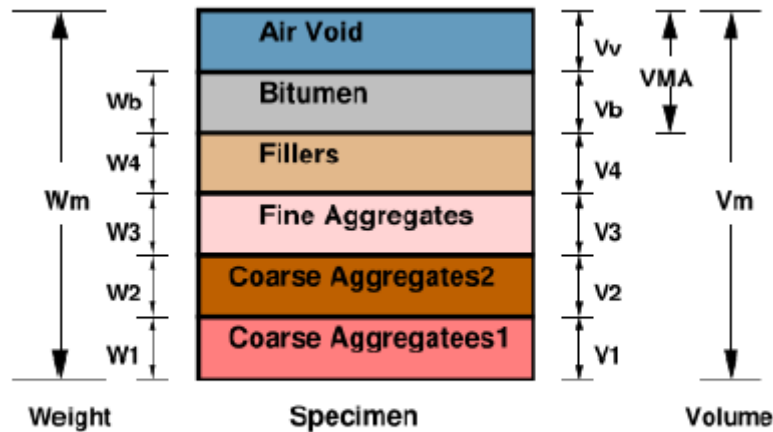 Air Void
Vv
VMA
Wb
Bitumen
Vb
W4
Fillers
V4
Wm
Vm
W3
Fine Aggregates
V3
W2
Coarse Aggregates2
V2
W1
Coarse Aggregatees1
V1
Weight
Specimen
Volume